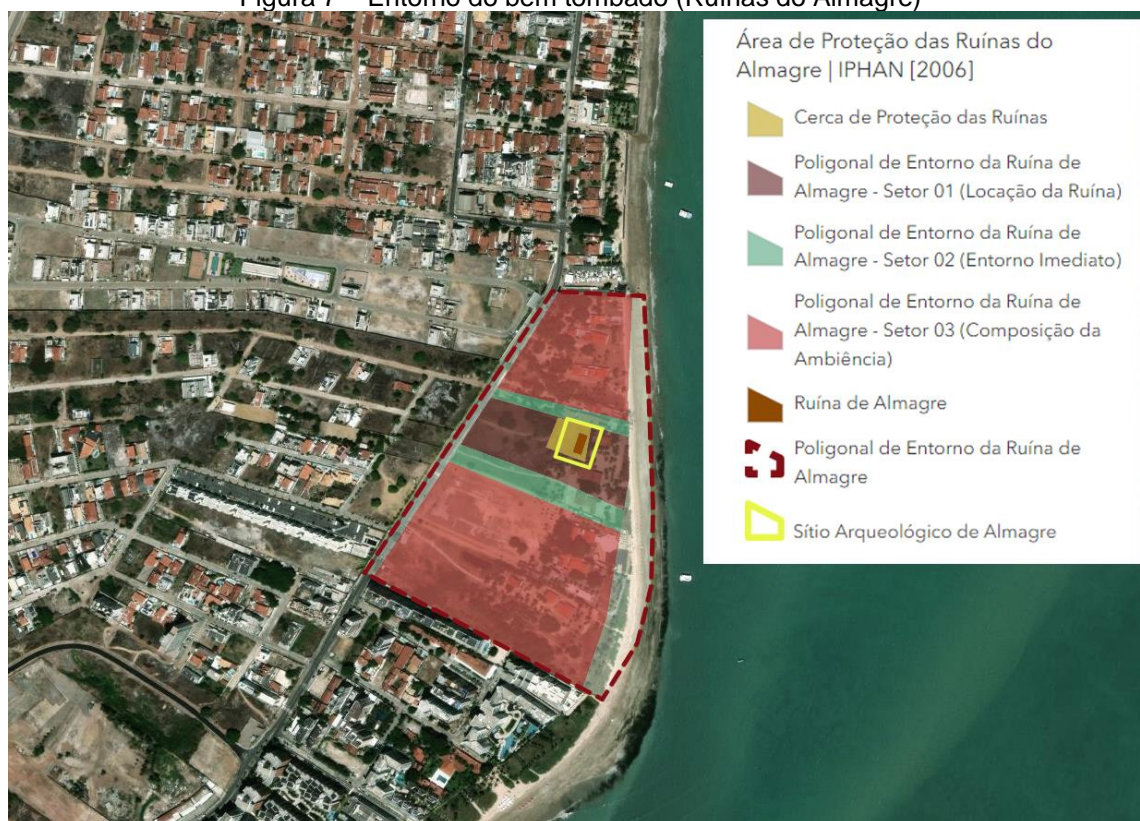 Figura 7 – Entorno do bem tombado (Ruínas do Almagre)
Área de Proteção das Ruínas do
Almagre | IPHAN [2006]
Cerca de Proteção das Ruínas
Poligonal de Entorno da Ruína de
Almagre - Setor 01 (Locação da Ruína)
Poligonal de Entorno da Ruína de
Almagre - Setor 02 (Entorno Imediato)
Poligonal de Entorno da Ruína de
Almagre - Setor 03 (Composição da
Ambiência)
Ruína de Almagre
Poligonal de Entorno da Ruína de
Almagre
Sítio Arqueológico de Almagre